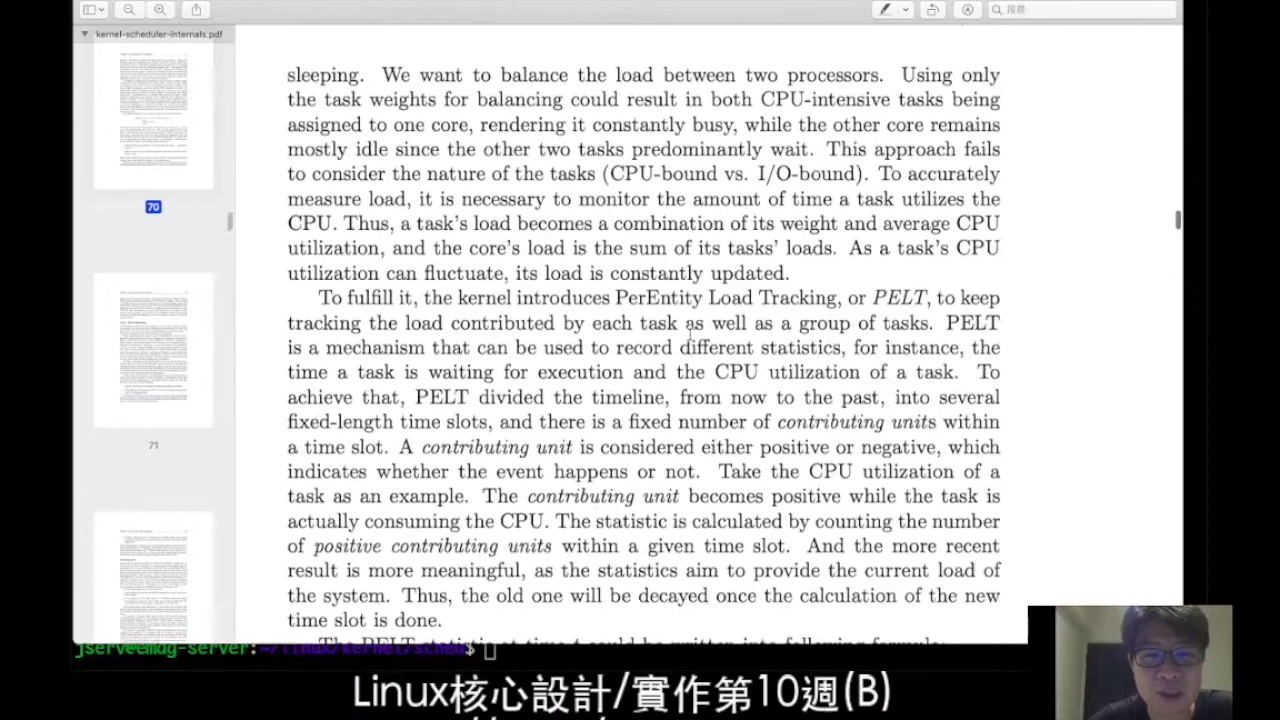 搜尋
kernel-scheduler-internals.pdf
70
71
sharing. We want to balance the load between two processors. Using only
the task weights for balancing could result in both CPU-intensive tasks being
assigned to one core, rendering it constantly busy, while the other core remains
mostly idle since the other two tasks predominantly wait. This approach fails
to consider the nature of the tasks (CPU-bound vs. I/O-bound). To accurately
measure load, it is necessary to monitor the amount of time a task utilizes the
CPU. Thus, a task's load becomes a combination of its weight and average CPU
utilization, and the core's load is the sum of its tasks' loads. As a task's CPU
utilization can fluctuate, its load is constantly updated.
To fulfill this, the kernel introduces PerEntity Load Tracking, or PELT, to keep
tracking the load contributed by each task as well as a group of tasks. PELT
is a mechanism that can be used to record different statistics, for instance, the
time a task is waiting for execution and the CPU utilization of a task. To
achieve that, PELT divided the timeline, from now to the past, into several
fixed-length time slots, and there is a fixed number of contributing units within
a time slot. A contributing unit is considered either positive or negative, which
indicates whether the event happens or not. Take the CPU utilization of a
task as an example. The contributing unit becomes positive while the task is
actually consuming the CPU. The statistic is calculated by counting the number
of positive contributing units within a given time slot. And the more recent
result is more meaningful since statistics aim to provide the current load of
the system. Thus, the old one will be decayed once the calculation of the new
time slot is done.
jserv@emag-server:~/linux/kernel/sched$
Linux核心設計/實作第10週(B)